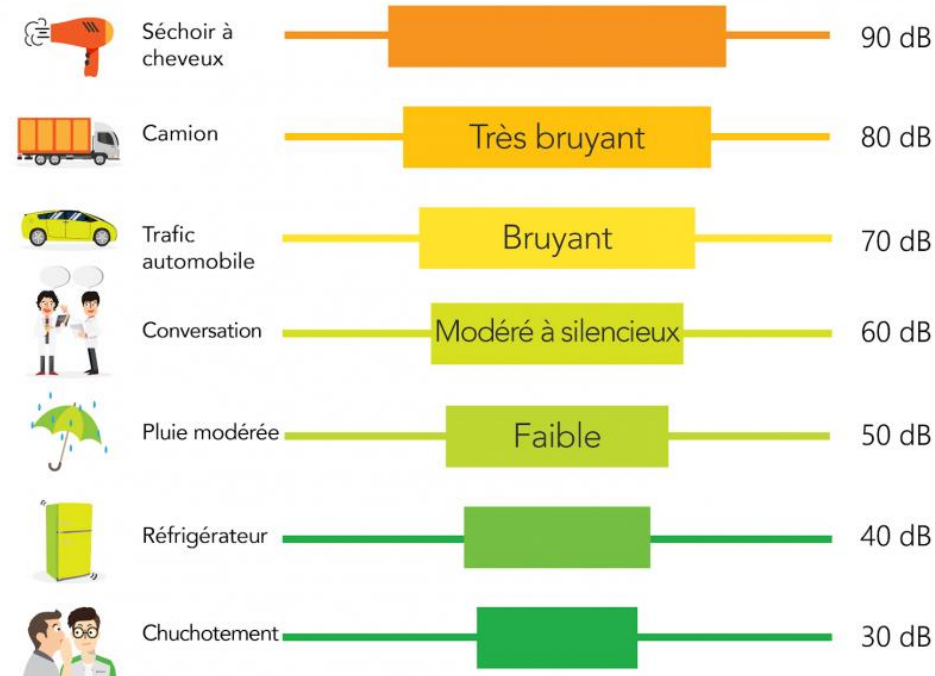 Séchoir à
cheveux
90 dB
Camion
Très bruyant
80 dB
Trafic
automobile
Bruyant
70 dB
Conversation
Modéré à silencieux
60 dB
Pluie modérée
Faible
50 dB
Réfrigérateur
40 dB
Chuchotement
30 dB